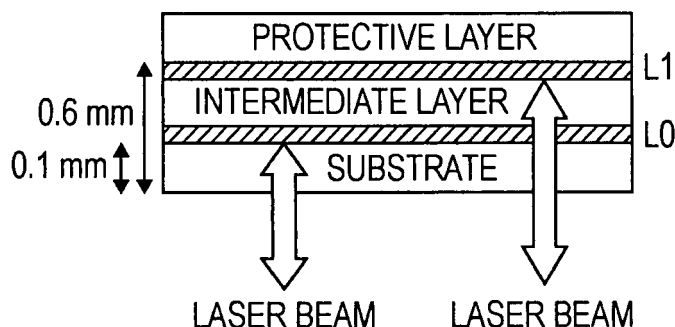 PROTECTIVE LAYER
L1
0.6 mm
INTERMEDIATE LAYER
L0
0.1 mm
SUBSTRATE
LASER BEAM
LASER BEAM